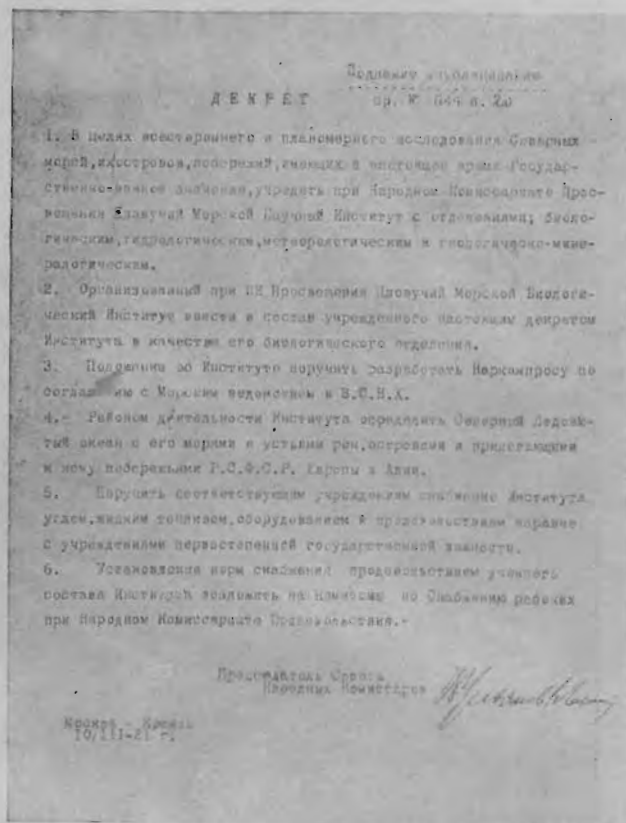 Подлежит опубликованию
ДЕКРЕТ пр. № 644 п. 20
1. В целях всестороннего и планомерного исследования Северных
морей, их островов, побережий, имеющих в настоящее время Государ-
ственно-важное значение, учредить при Народном Комиссариате Прос-
вещения Пловучий Морской Научный Институт с отделениями; биоло-
гическим, гидрологическим, метеорологическим и геологическо-мине-
рологическим.
2. Организованный при НК Просвещения Пловучий Морской Биологи-
ческий Институт ввести в состав учрежденного настоящим декретом
Института в качестве его биологического отделения.
3. Положение об Институте поручить разработать Наркомпросу по
соглашению с Морским ведомством и В.С.Н.Х.
4.- Районом деятельности Института определить Северный Ледови-
тый океан с его морями и устьями рек, островами и прилегающими
к нему побережьями Р.С.Ф.С.Р. Европы и Азии.
5. Поручить соответствующим учреждениям снабжение Института
углем, жидким топливом, оборудованием и продовольствием наравне
с учреждениями первостепенной государственной важности.
6. Установление норм снабжения продовольствием ученого
состава Института возложить на Комиссию по Снабжению рабочих
при Народном Комиссариате Продовольствия.-
Председатель Совета
Народных Комиссаров
Москва - Кремль
10/III-21 г.